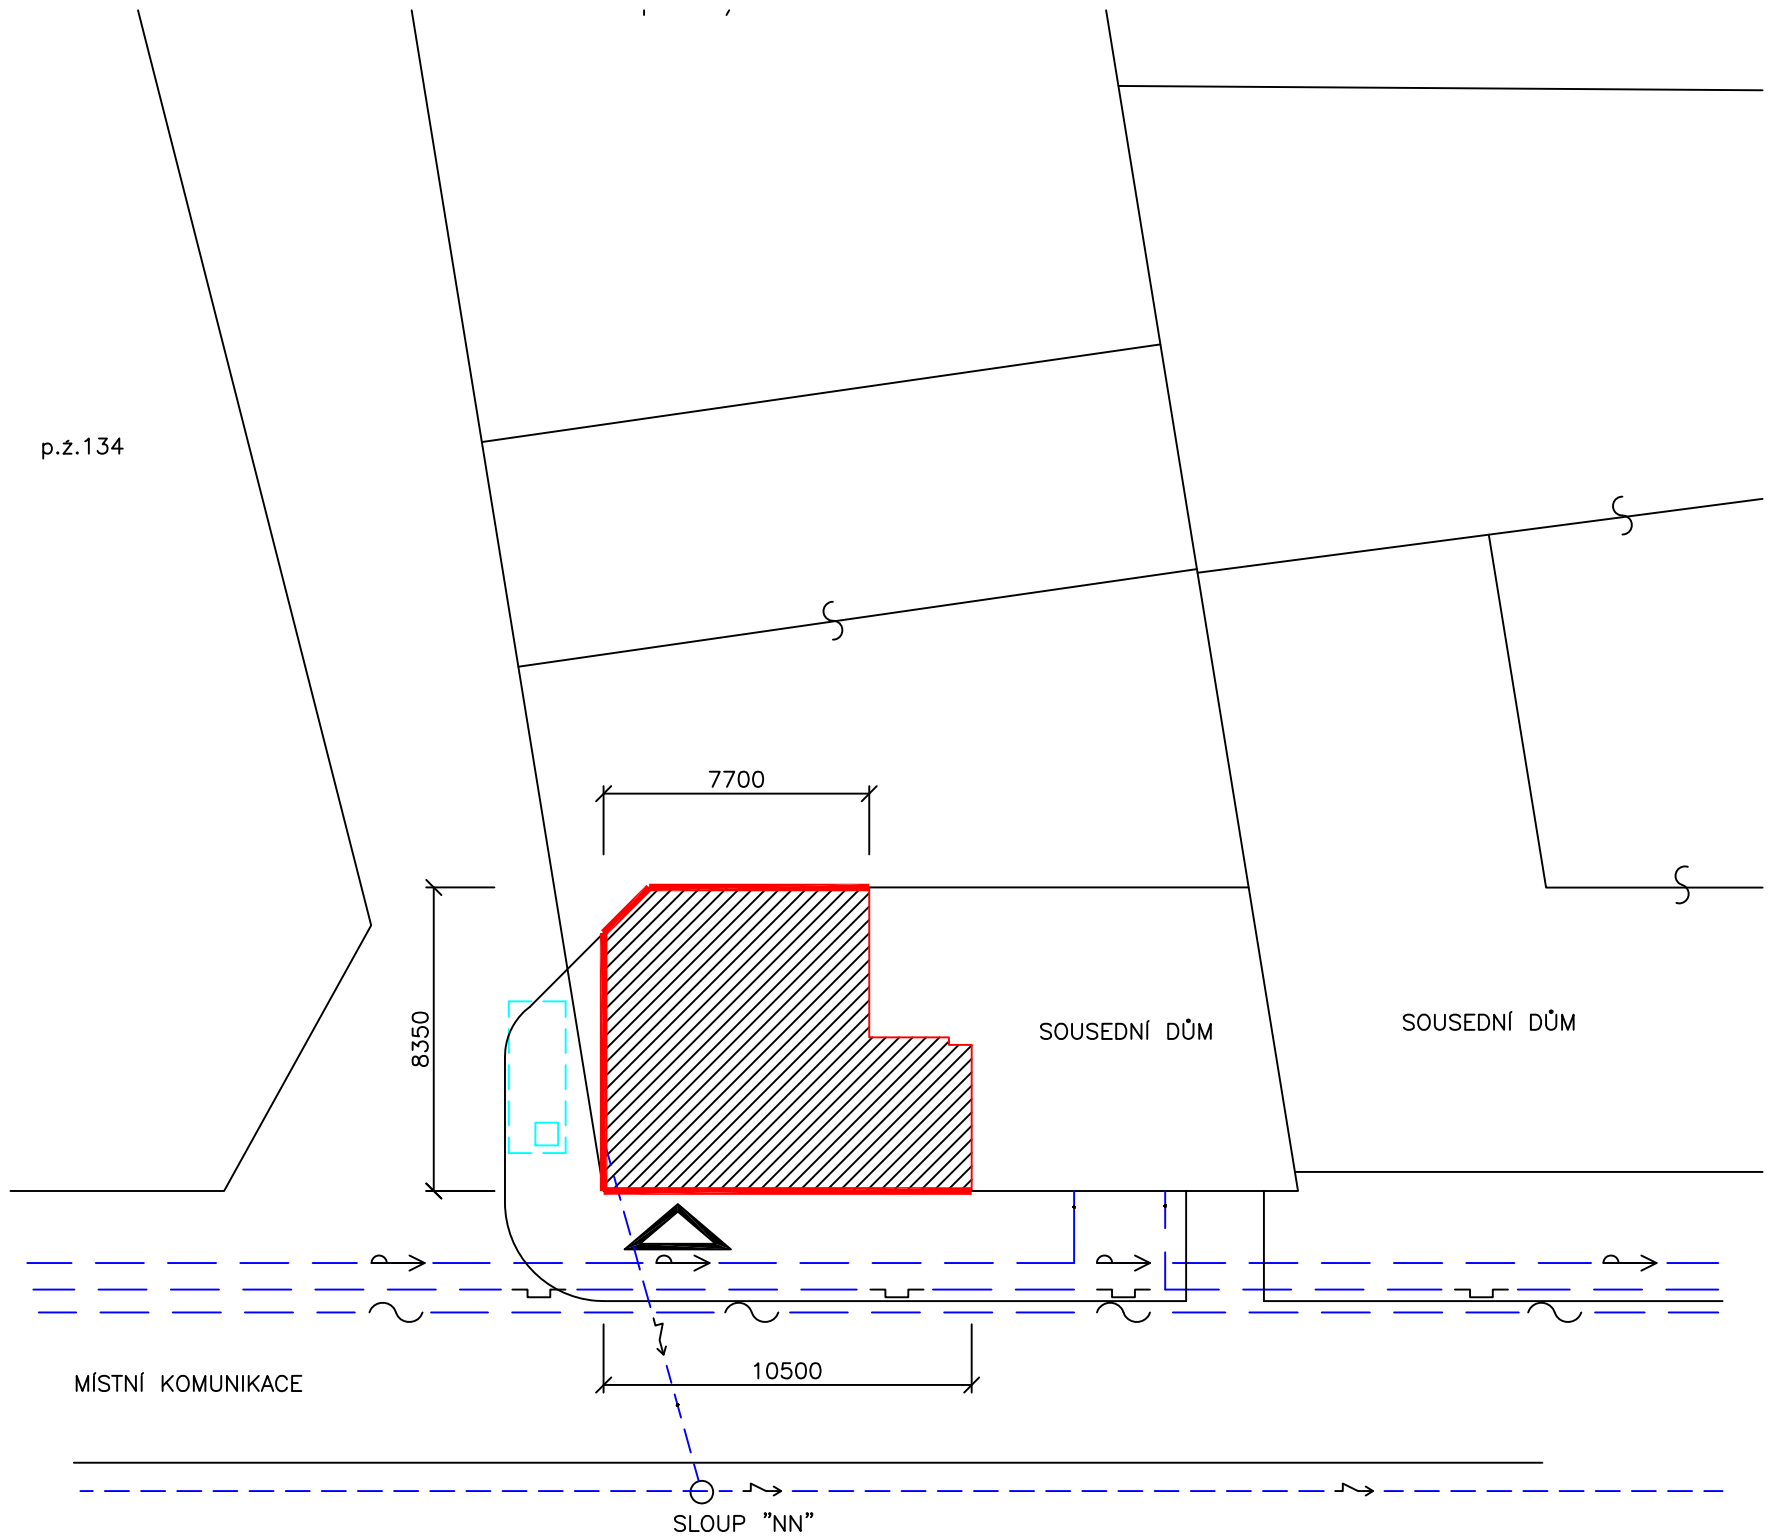 p.ž.134
7700
8350
SOUSEDNÍ DŮM
SOUSEDNÍ DŮM
10500
MÍSTNÍ KOMUNIKACE
SLOUP "NN"